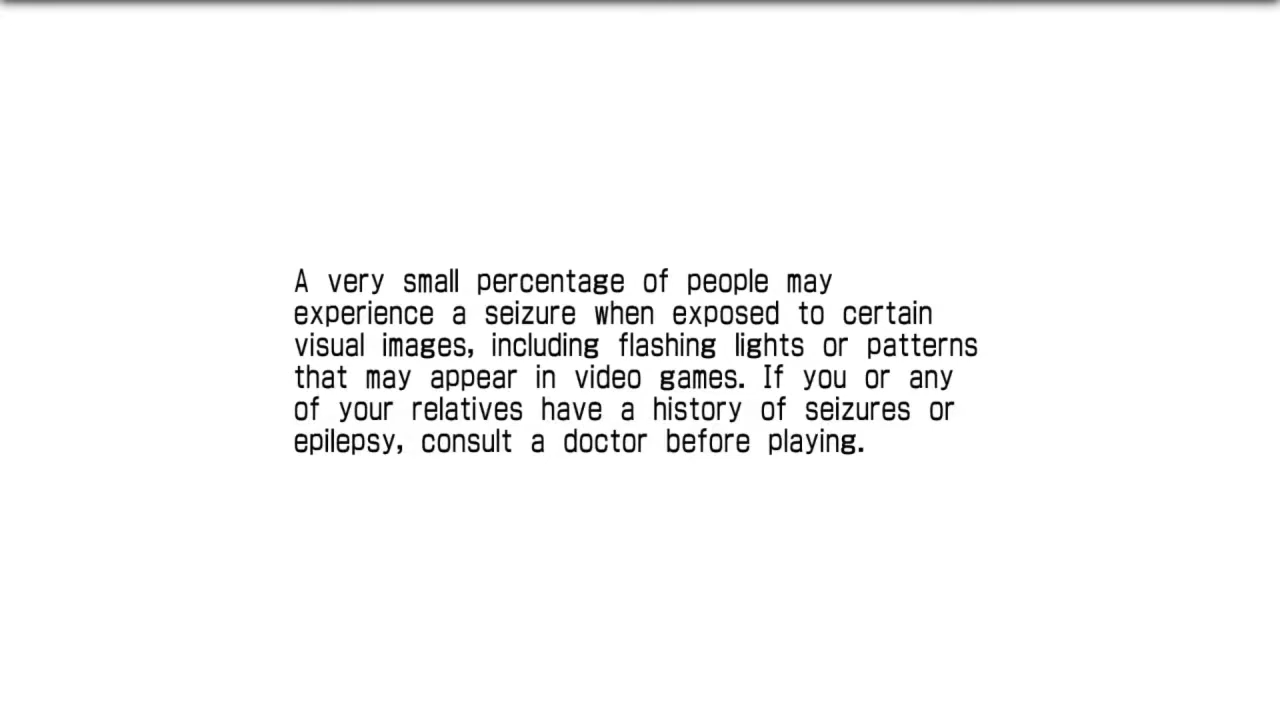 A very small percentage of people may
experience a seizure when exposed to certain
visual images, including flashing lights or patterns
that may appear in video games. If you or any
of your relatives have a history of seizures or
epilepsy, consult a doctor before playing.